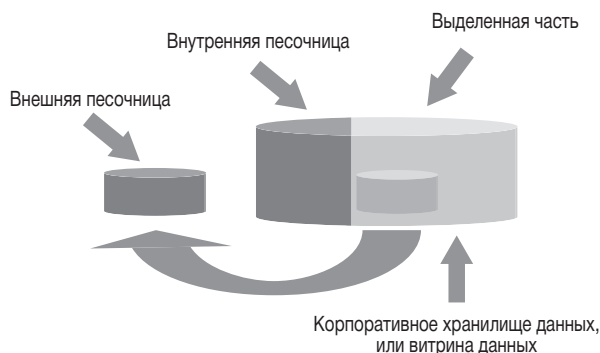 Выделенная часть
Внутренняя песочница
Внешняя песочница
Корпоративное хранилище данных,
или витрина данных